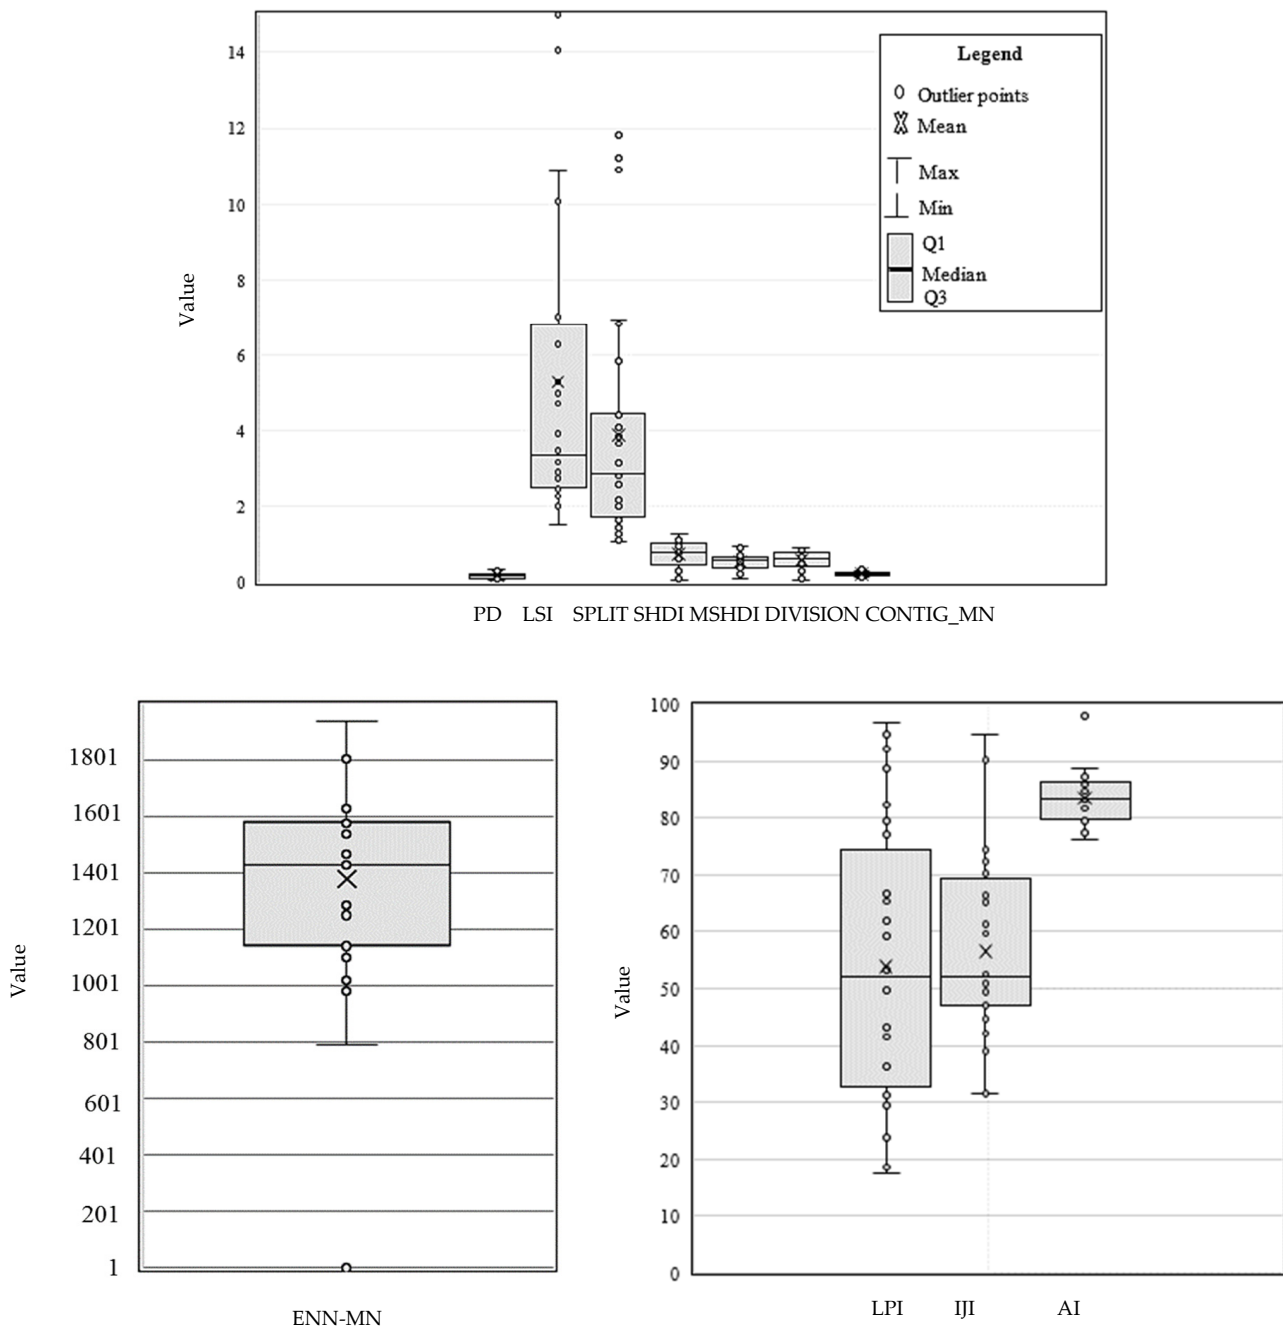 14
12
10
8
6
4
2
0
Value
Legend
Outlier points
Mean
Max
Min
Q1
Median
Q3
PD LSI SPLIT SHDI MSHDI DIVISION CONTIG_MN
1801
1601
1401
1201
1001
801
601
401
201
1
Value
ENN-MN
100
90
80
70
60
50
40
30
20
10
0
Value
LPI IJI AI